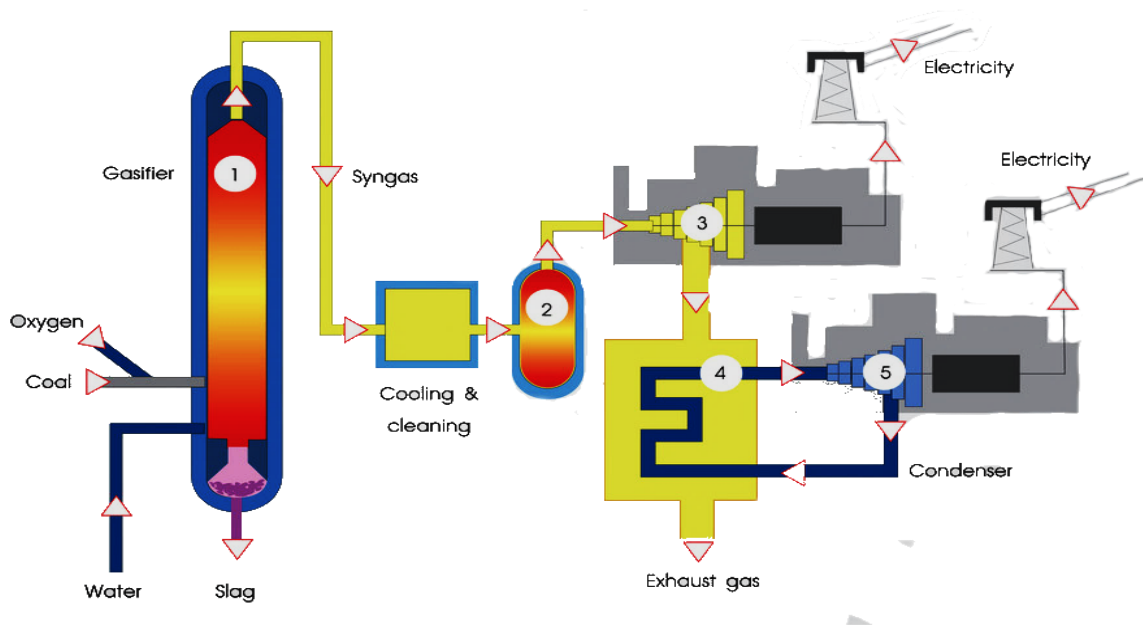 Electricity
Electricity
Gasifier
1
Syngas
3
2
Oxygen
Coal
4
5
Cooling &
cleaning
Condenser
Water
Slag
Exhaust gas